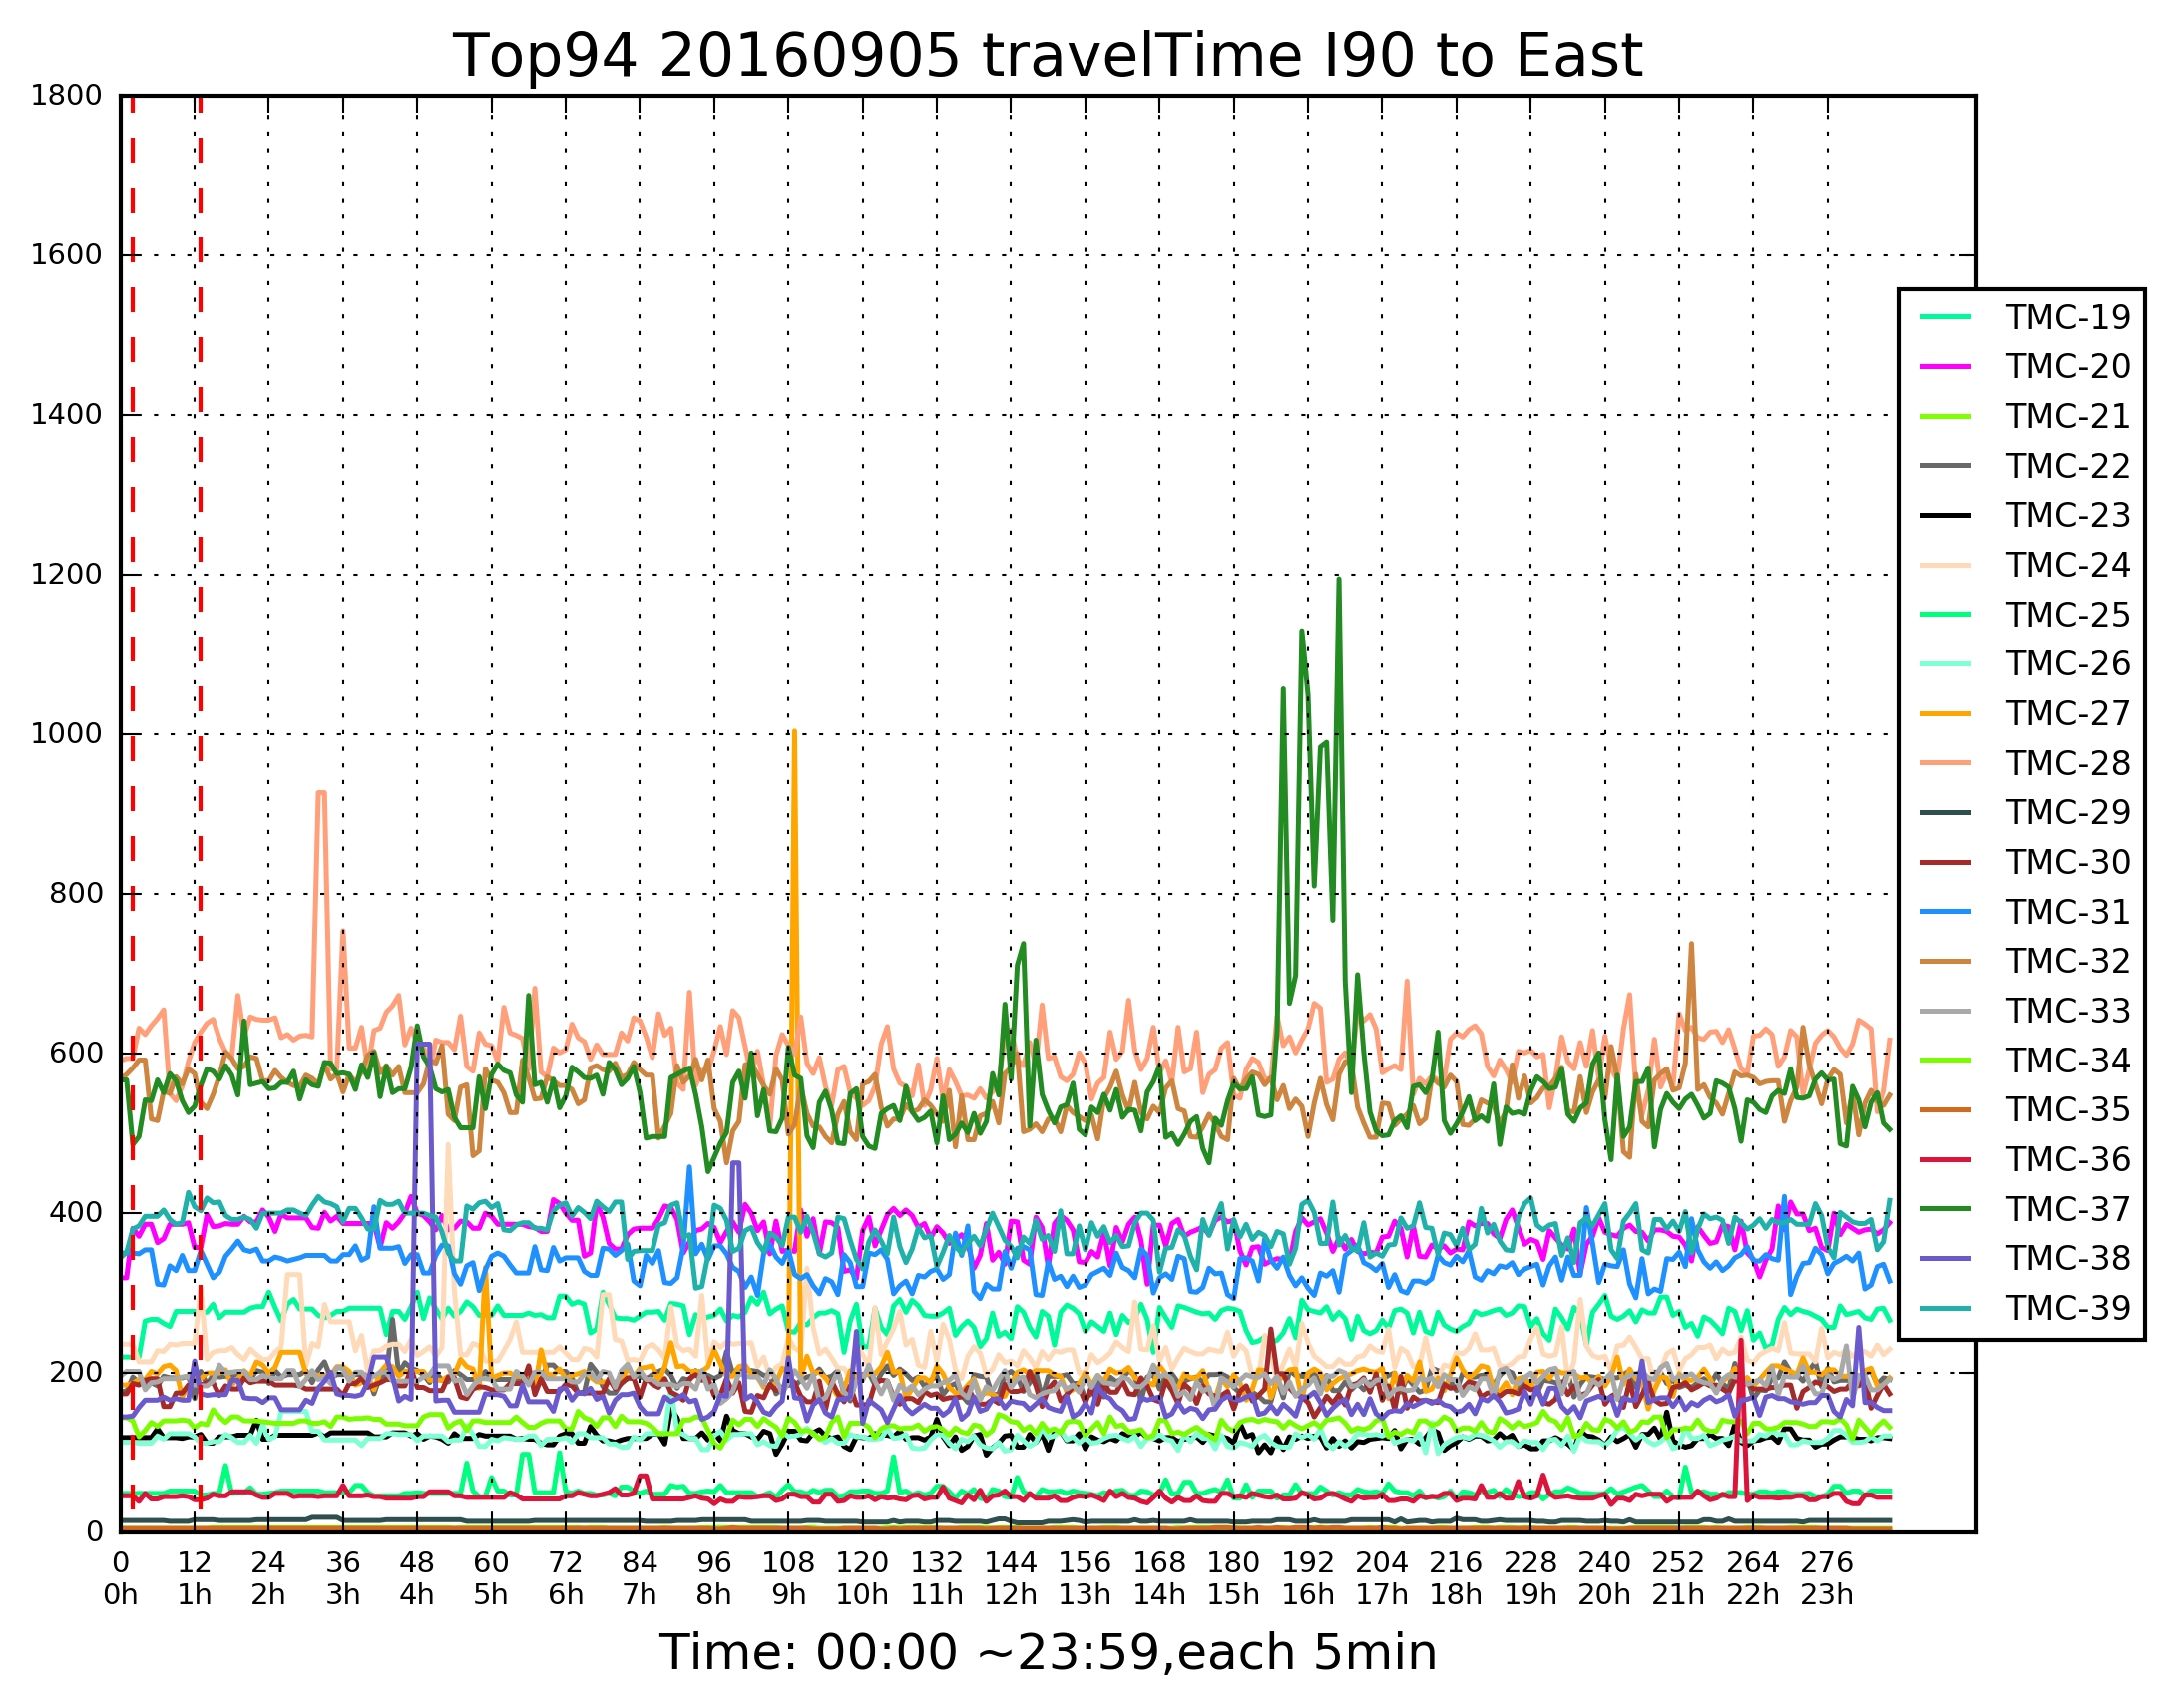 Top94 20160905 travelTime I90 to East
1800
1600
1400
1200
1000
800
600
400
200
0
0 12 24 36 48 60 72 84 96 108 120 132 144 156 168 180 192 204 216 228 240 252 264 276
0h 1h 2h 3h 4h 5h 6h 7h 8h 9h 10h 11h 12h 13h 14h 15h 16h 17h 18h 19h 20h 21h 22h 23h
Time: 00:00 ~23:59,each 5min
TMC-19
TMC-20
TMC-21
TMC-22
TMC-23
TMC-24
TMC-25
TMC-26
TMC-27
TMC-28
TMC-29
TMC-30
TMC-31
TMC-32
TMC-33
TMC-34
TMC-35
TMC-36
TMC-37
TMC-38
TMC-39